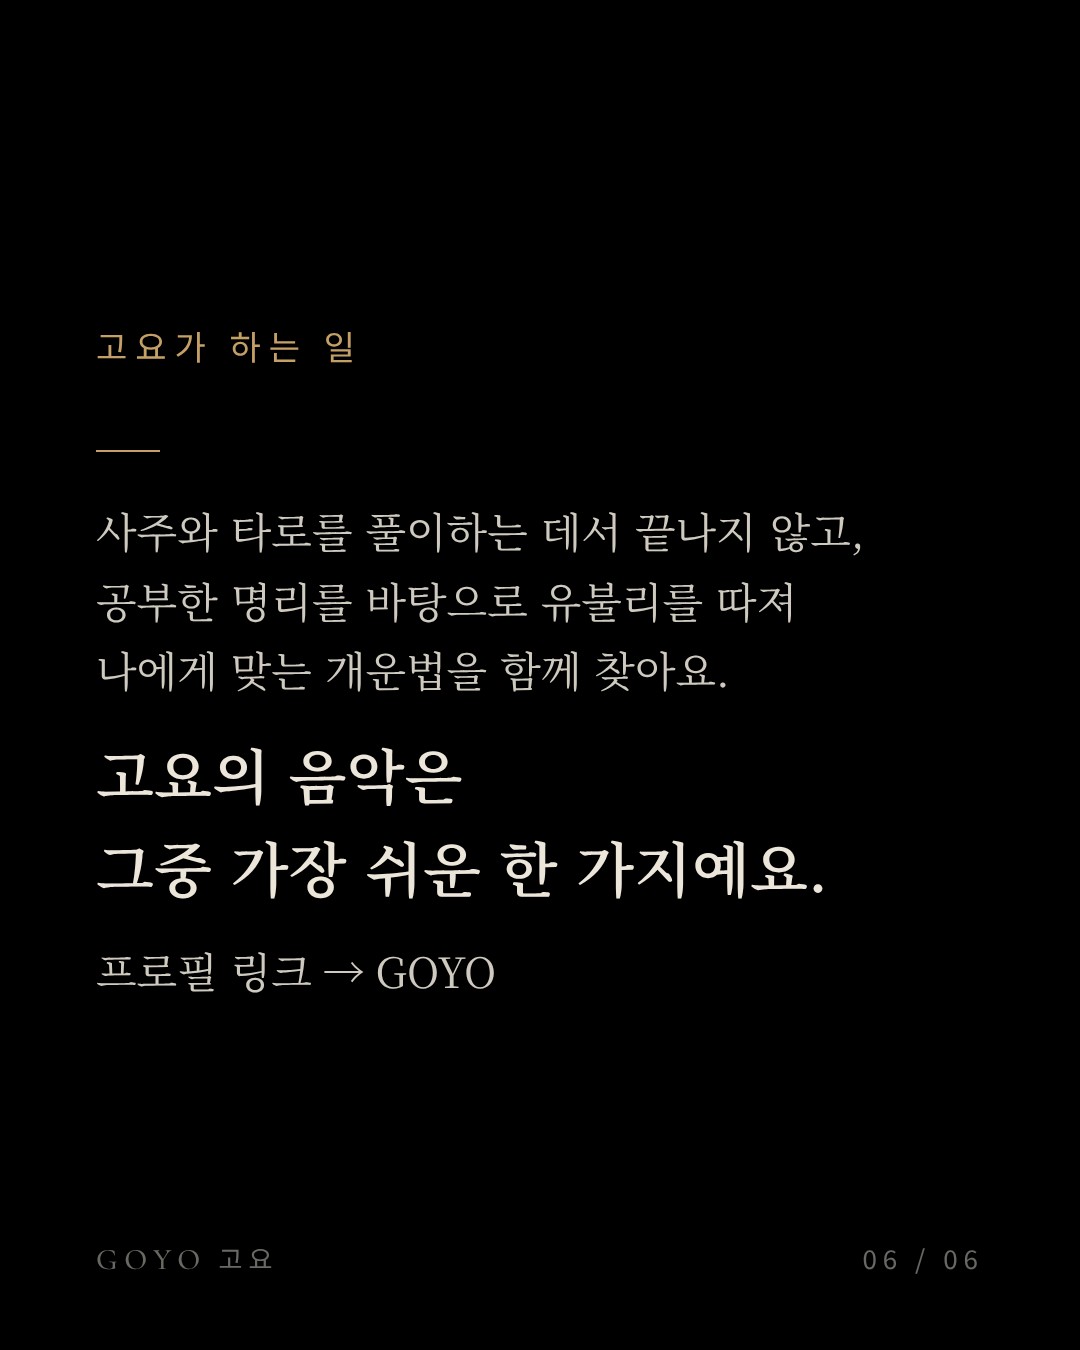 고요가 하는 일
사주와 타로를 풀이하는 데서 끝나지 않고,
공부한 명리를 바탕으로 유불리를 따져
나에게 맞는 개운법을 함께 찾아요.
고요의 음악은
그중 가장 쉬운 한 가지예요.
프로필 링크 → GOYO
GOYO 고요
06 / 06